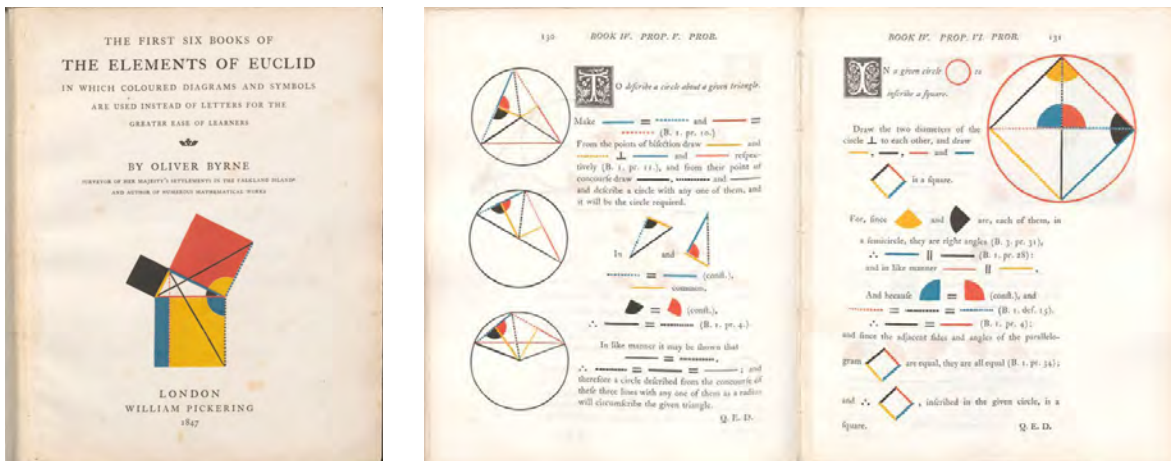 THE FIRST SIX BOOKS OF
THE ELEMENTS OF EUCLID
IN WHICH COLOURED DIAGRAMS AND SYMBOLS
ARE USED INSTEAD OF LETTERS FOR THE
GREATER EASE OF LEARNERS
BY OLIVER BYRNE
SURVEYOR OF HER MAJESTY'S SETTLEMENTS IN THE FALKLAND ISLANDS
AND AUTHOR OF NUMEROUS MATHEMATICAL WORKS
LONDON
WILLIAM PICKERING
1847
130 BOOK IV. PROP. V. PROB.
TO deſcribe a circle about a given triangle.
Make = and =
(B. 1. pr. 10.)
From the points of biſection draw and
⊥ and reſpec-
tively (B. 1. pr. 11.), and from their point of
concourſe draw , and
and deſcribe a circle with any one of them, and
it will be the circle required.
In and
= (conſt.),
common,
= (conſt.),
∴ = (B. 1. pr. 4.)
In like manner it may be ſhown that
= ,
∴ = = ; and
therefore a circle deſcribed from the concourſe of
theſe three lines with any one of them as a radius
will circumſcribe the given triangle.
Q. E. D.
BOOK IV. PROP. VI. PROB. 131
IN a given circle to
inſcribe a ſquare.
Draw the two diameters of the
circle ⊥ to each other, and draw
, , and
is a ſquare.
For, ſince and are, each of them, in
a ſemicircle, they are right angles (B. 3. pr. 31),
∴ || (B. 1. pr. 28):
and in like manner || .
And becauſe = (conſt.), and
= = (B. 1. def. 15).
∴ = (B. 1. pr. 4);
and ſince the adjacent ſides and angles of the parallelo-
gram are equal, they are all equal (B. 1. pr. 34);
and ∴ , inſcribed in the given circle, is a
ſquare. Q. E. D.